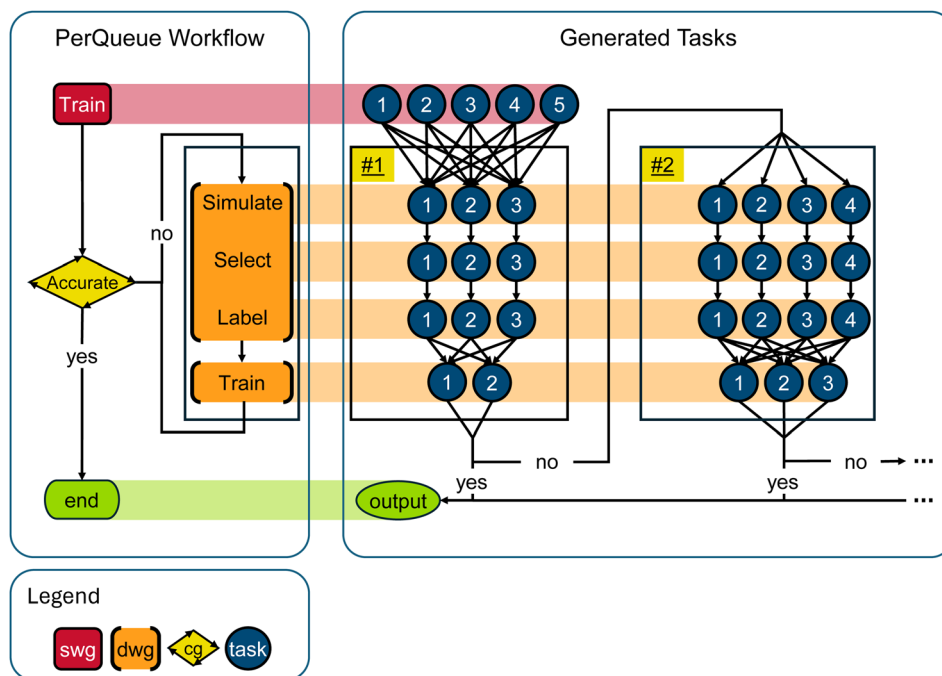 PerQueue Workflow
Generated Tasks
Train
1 2 3 4 5
#1
#2
Simulate
1 2 3
1 2 3 4
no
Select
1 2 3
1 2 3 4
Accurate
Label
1 2 3
1 2 3 4
yes
Train
1 2
1 2 3
no
no
...
yes
yes
end
output
...
Legend
swg
dwg
cg
task